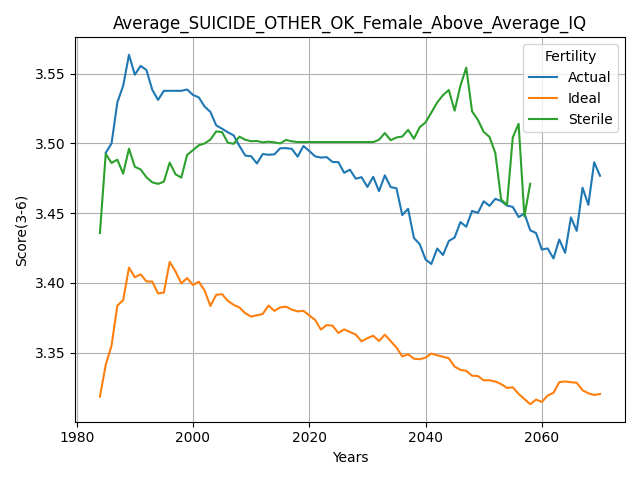 Average_SUICIDE_OTHER_OK_Female_Above_Average_IQ
Fertility
Actual
Ideal
Sterile
Score(3-6)
3.55
3.50
3.45
3.40
3.35
1980
2000
2020
2040
2060
Years